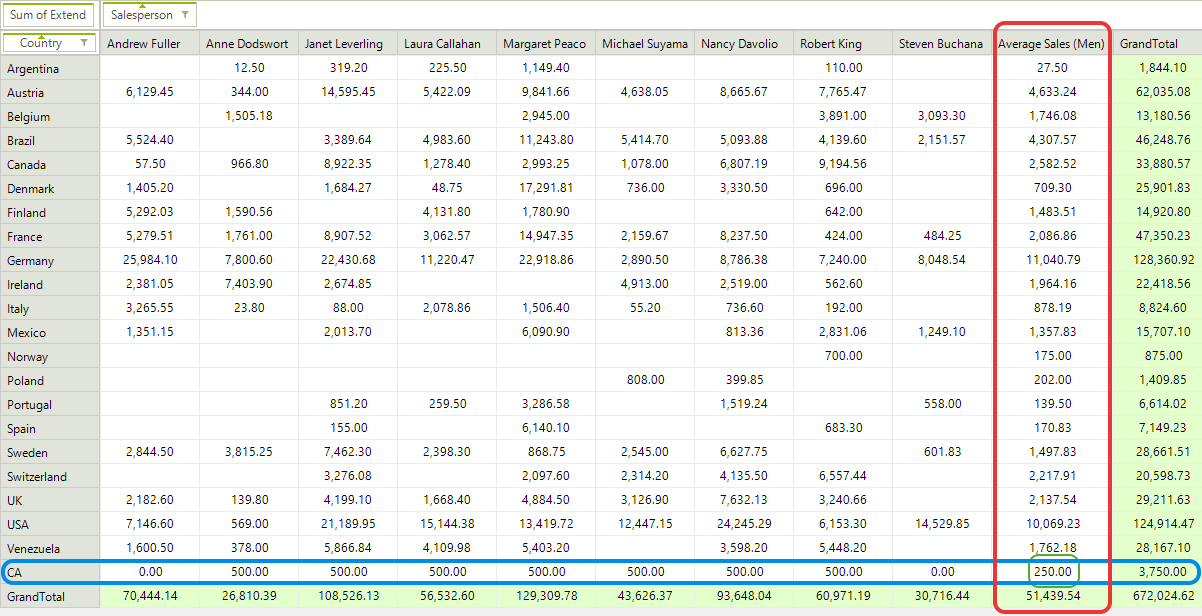 Sum of Extend Salesperson
Country Andrew Fuller Anne Dodswort Janet Leverling Laura Callahan Margaret Peaco Michael Suyama Nancy Davolio Robert King Steven Buchana Average Sales (Men) GrandTotal
Argentina 12.50 319.20 225.50 1,149.40 110.00 27.50 1,844.10
Austria 6,129.45 344.00 14,595.45 5,422.09 9,841.66 4,638.05 8,665.67 7,765.47 4,633.24 62,035.08
Belgium 1,505.18 2,945.00 3,891.00 3,093.30 1,746.08 13,180.56
Brazil 5,524.40 3,389.64 4,983.60 11,243.80 5,414.70 5,093.88 4,139.60 2,151.57 4,307.57 46,248.76
Canada 57.50 966.80 8,922.35 1,278.40 2,993.25 1,078.00 6,807.19 9,194.56 2,582.52 33,880.57
Denmark 1,405.20 1,684.27 48.75 17,291.81 736.00 3,330.50 696.00 709.30 25,901.83
Finland 5,292.03 1,590.56 4,131.80 1,780.90 642.00 1,483.51 14,920.80
France 5,279.51 1,761.00 8,907.52 3,062.57 14,947.35 2,159.67 8,237.50 424.00 484.25 2,086.86 47,350.23
Germany 25,984.10 7,800.60 22,430.68 11,220.47 22,918.86 2,890.50 8,786.38 7,240.00 8,048.54 11,040.79 128,360.92
Ireland 2,381.05 7,403.90 2,674.85 4,913.00 2,519.00 562.60 1,964.16 22,418.56
Italy 3,265.55 23.80 88.00 2,078.86 1,506.40 55.20 736.60 192.00 878.19 8,824.60
Mexico 1,351.15 2,013.70 6,090.90 813.36 2,831.06 1,249.10 1,357.83 15,707.10
Norway 700.00 175.00 875.00
Poland 808.00 399.85 202.00 1,409.85
Portugal 851.20 259.50 3,286.58 1,519.24 558.00 139.50 6,614.02
Spain 155.00 6,140.10 683.30 170.83 7,149.23
Sweden 2,844.50 3,815.25 7,462.30 2,398.30 868.75 2,545.00 6,627.75 601.83 1,497.83 28,661.51
Switzerland 3,276.08 2,097.60 2,314.20 4,135.50 6,557.44 2,217.91 20,598.73
UK 2,182.60 139.80 4,199.10 1,668.40 4,884.50 3,126.90 7,632.13 3,240.66 2,137.54 29,211.63
USA 7,146.60 569.00 21,189.95 15,144.38 13,419.72 12,447.15 24,245.29 6,153.30 14,529.85 10,069.23 124,914.47
Venezuela 1,600.50 378.00 5,866.84 4,109.98 5,403.20 3,598.20 5,448.20 1,762.18 28,167.10
CA 0.00 500.00 500.00 500.00 500.00 500.00 500.00 500.00 0.00 250.00 3,750.00
GrandTotal 70,444.14 26,810.39 108,526.13 56,532.60 129,309.78 43,626.37 93,648.04 60,971.19 30,716.44 51,439.54 672,024.62